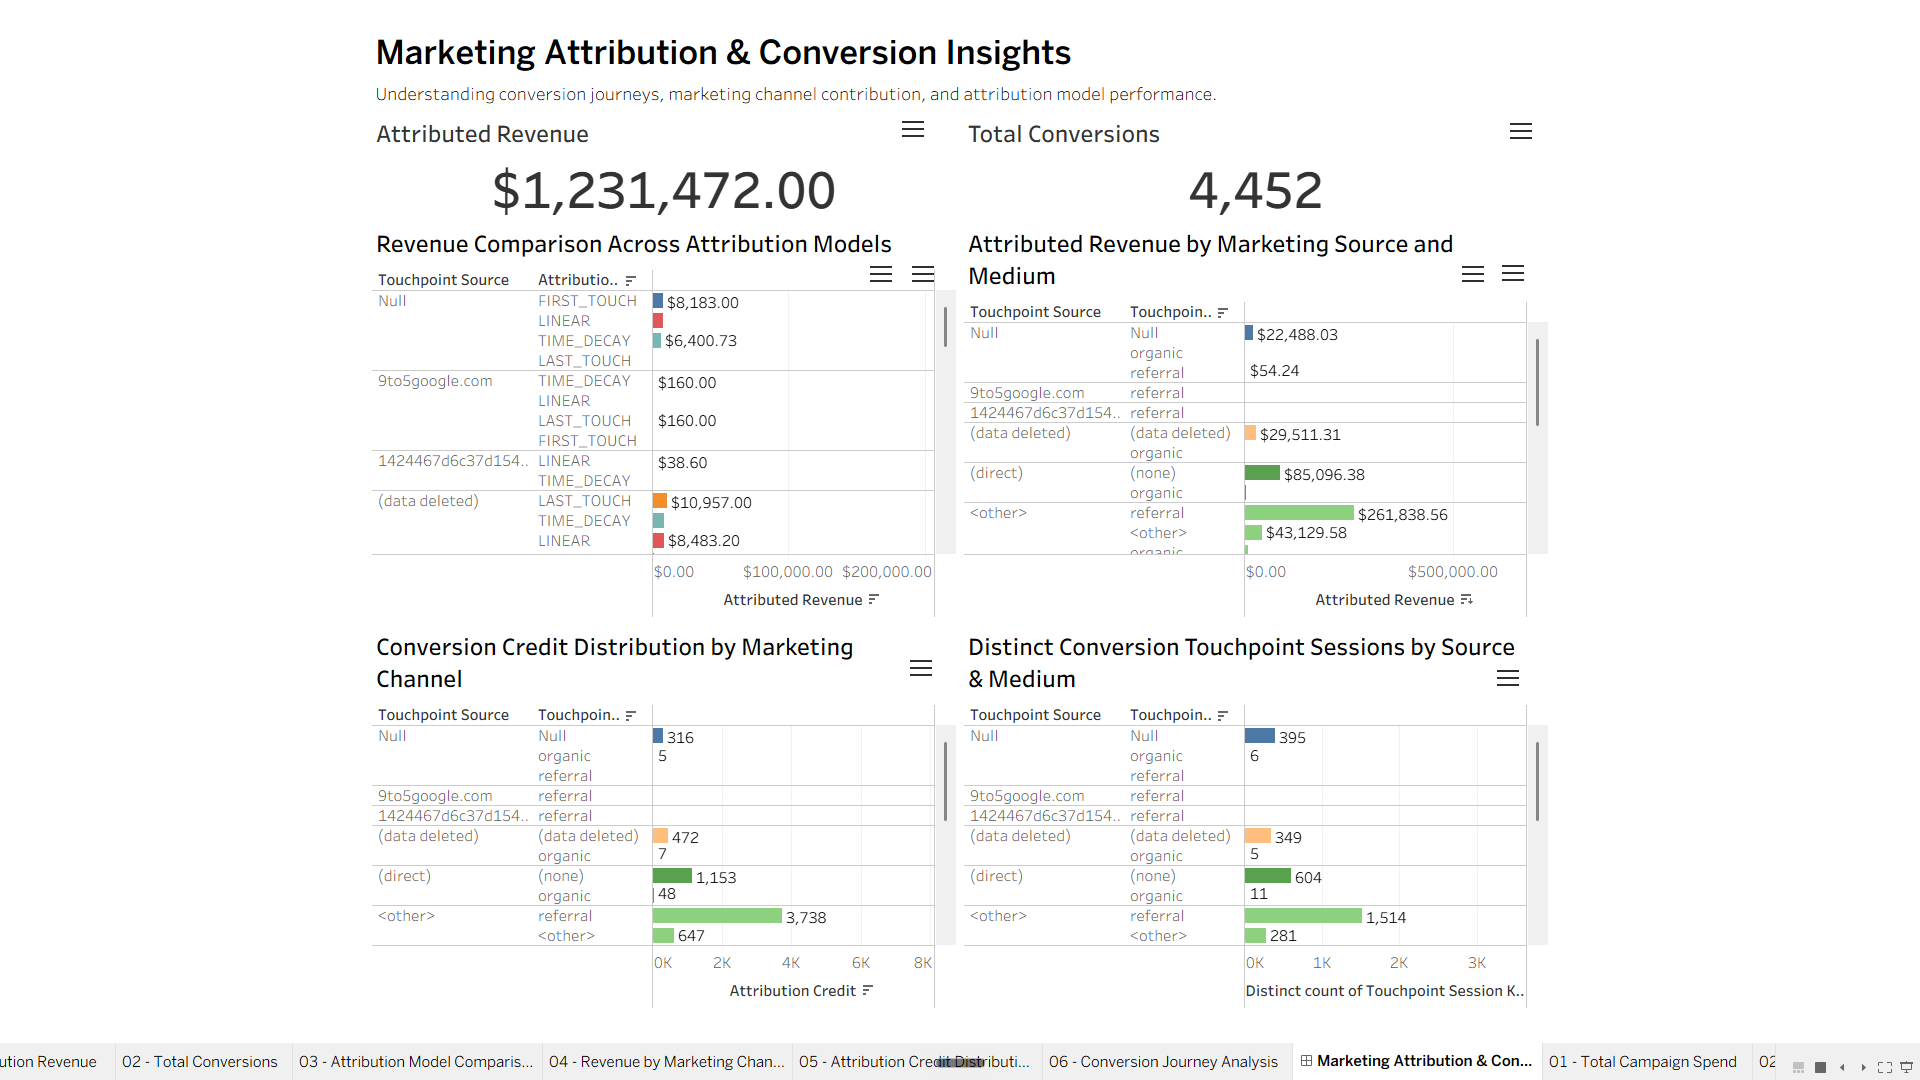 Marketing Attribution & Conversion Insights
Understanding conversion journeys, marketing channel contribution, and attribution model performance.
Attributed Revenue
$1,231,472.00
Total Conversions
4,452
Revenue Comparison Across Attribution Models
Touchpoint Source Attributio..
Null FIRST_TOUCH $8,183.00
LINEAR
TIME_DECAY $6,400.73
LAST_TOUCH
9to5google.com TIME_DECAY $160.00
LINEAR
LAST_TOUCH $160.00
FIRST_TOUCH
1424467d6c37d154.. LINEAR $38.60
TIME_DECAY
(data deleted) LAST_TOUCH $10,957.00
TIME_DECAY
LINEAR $8,483.20
$0.00 $100,000.00 $200,000.00
Attributed Revenue
Attributed Revenue by Marketing Source and
Medium
Touchpoint Source Touchpoin..
Null Null $22,488.03
organic
referral $54.24
9to5google.com referral
1424467d6c37d154.. referral
(data deleted) (data deleted) $29,511.31
organic
(direct) (none) $85,096.38
organic
<other> referral $261,838.56
<other> $43,129.58
organic
$0.00 $500,000.00
Attributed Revenue
Conversion Credit Distribution by Marketing
Channel
Touchpoint Source Touchpoin..
Null Null 316
organic 5
referral
9to5google.com referral
1424467d6c37d154.. referral
(data deleted) (data deleted) 472
organic 7
(direct) (none) 1,153
organic 48
<other> referral 3,738
<other> 647
0K 2K 4K 6K 8K
Attribution Credit
Distinct Conversion Touchpoint Sessions by Source
& Medium
Touchpoint Source Touchpoin..
Null Null 395
organic 6
referral
9to5google.com referral
1424467d6c37d154.. referral
(data deleted) (data deleted) 349
organic 5
(direct) (none) 604
organic 11
<other> referral 1,514
<other> 281
0K 1K 2K 3K
Distinct count of Touchpoint Session K..
ution Revenue 02 - Total Conversions 03 - Attribution Model Comparis... 04 - Revenue by Marketing Chan... 05 - Attribution Credit Distributi... 06 - Conversion Journey Analysis Marketing Attribution & Con... 01 - Total Campaign Spend 02